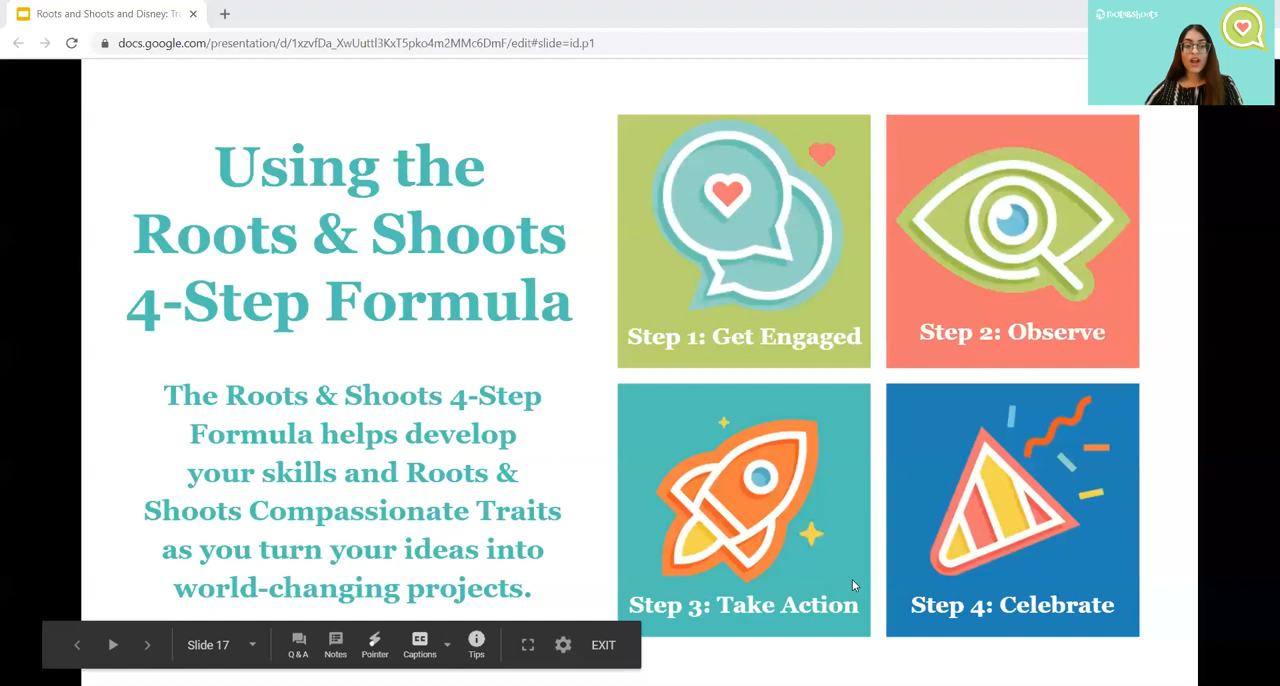 Roots and Shoots and Disney: Tr
docs.google.com/presentation/d/1xzvfDa_XwUuttl3KxT5pko4m2MMc6DmF/edit#slide=id.p1
roots&shoots
Using the
Roots & Shoots
4-Step Formula
The Roots & Shoots 4-Step
Formula helps develop
your skills and Roots &
Shoots Compassionate Traits
as you turn your ideas into
world-changing projects.
Step 1: Get Engaged
Step 2: Observe
Step 3: Take Action
Step 4: Celebrate
Slide 17
Q & A
Notes
Pointer
CC
Captions
Tips
EXIT